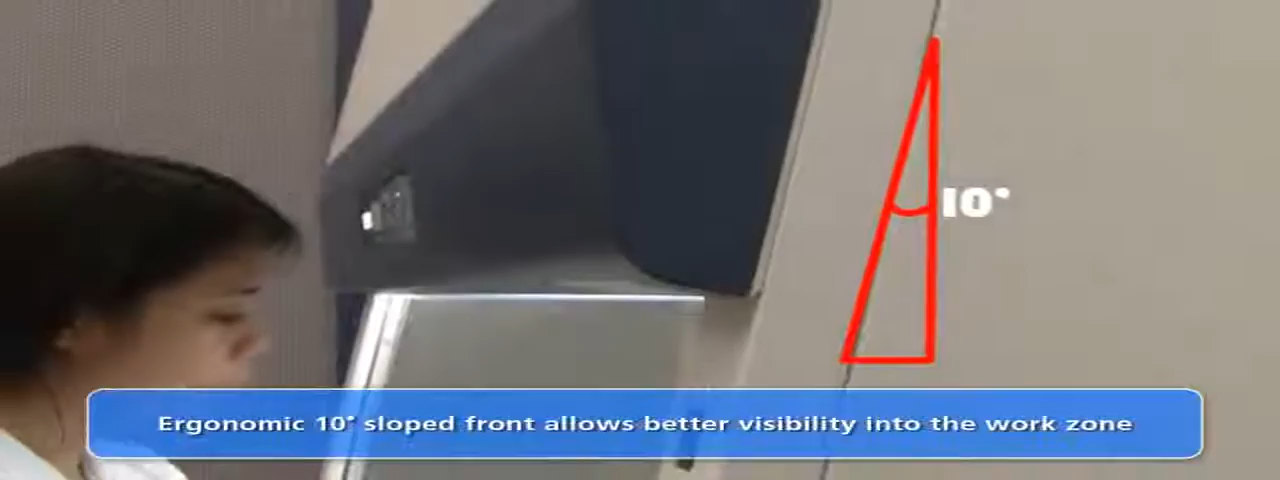 10°
Ergonomic 10° sloped front allows better visibility into the work zone